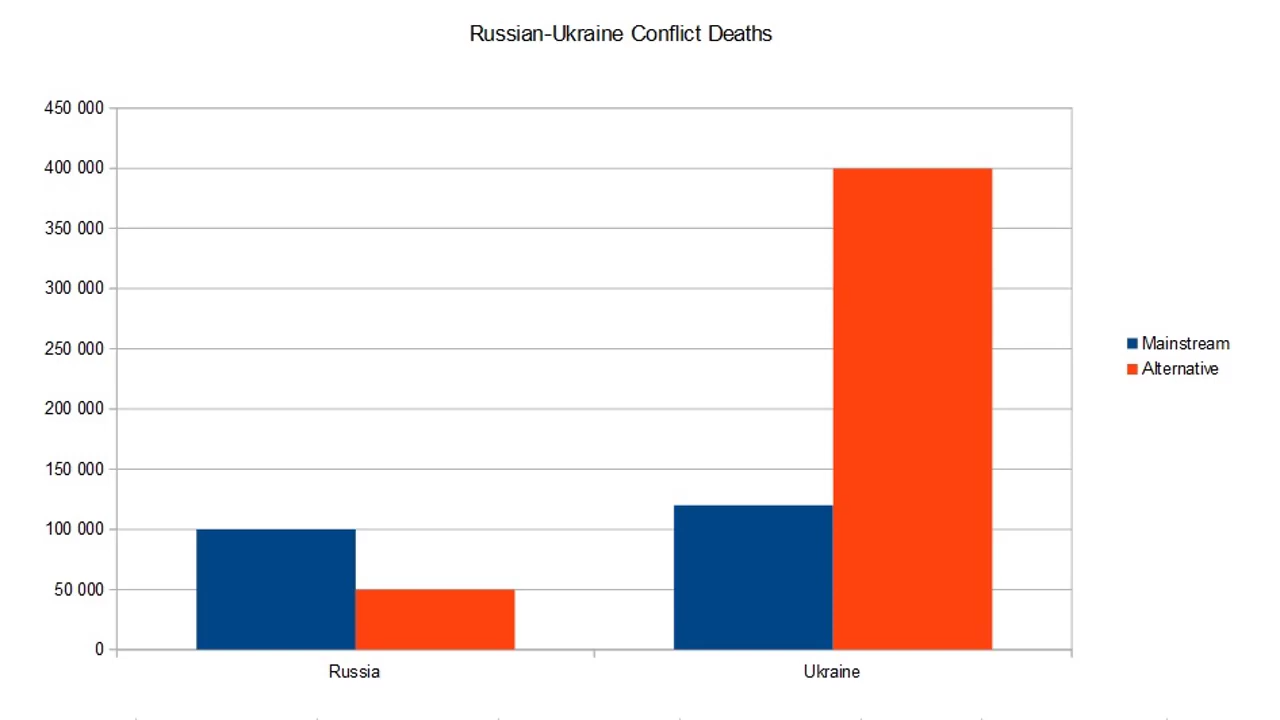 Russian-Ukraine Conflict Deaths
450 000
400 000
350 000
300 000
250 000
200 000
150 000
100 000
50 000
0
Russia
Ukraine
Mainstream
Alternative